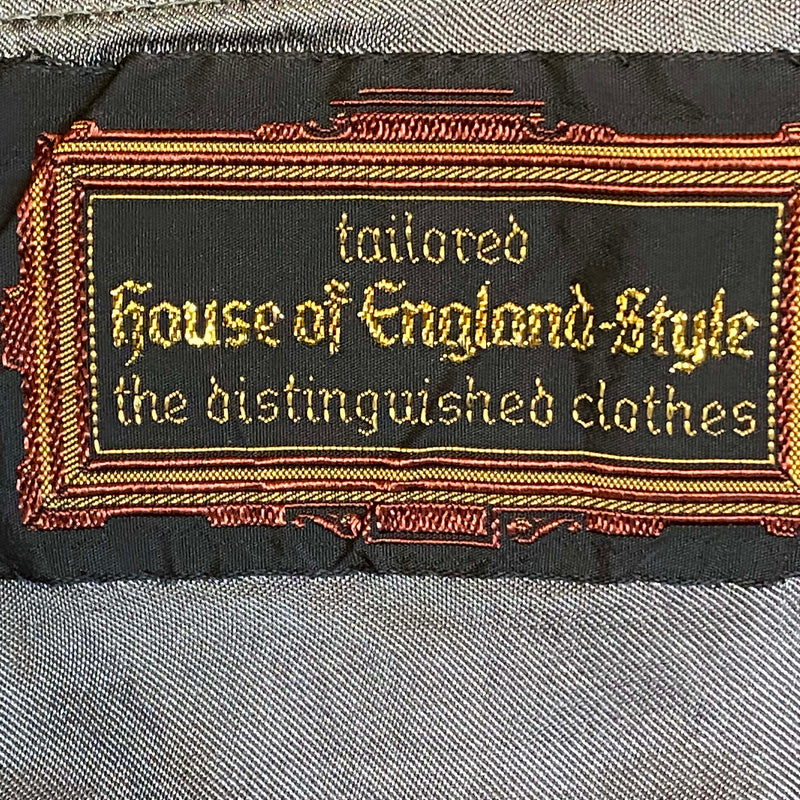 tailored
House of England-Style
the distinguished clothes